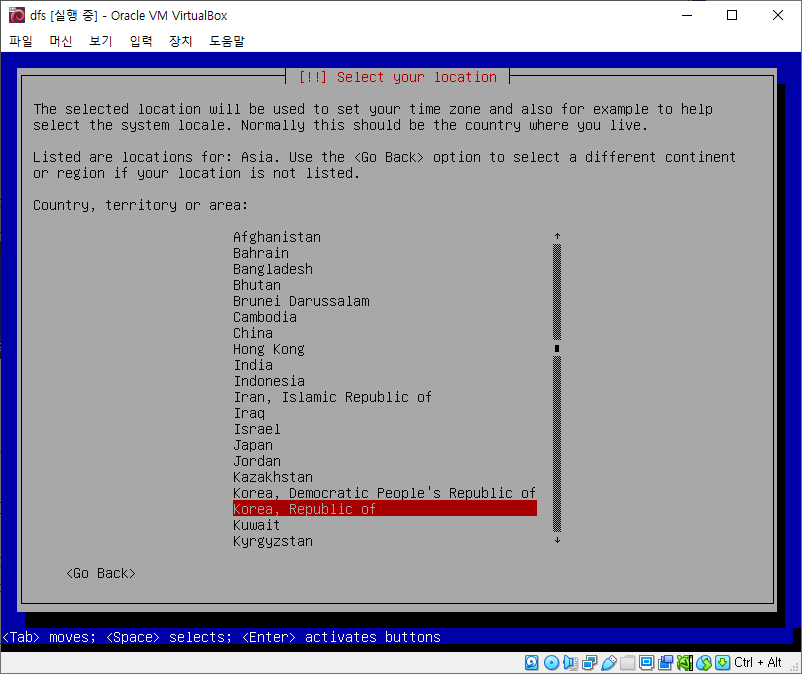 dfs [실행 중] - Oracle VM VirtualBox
파일 머신 보기 입력 장치 도움말
[!!] Select your location
The selected location will be used to set your time zone and also for example to help
select the system locale. Normally this should be the country where you live.
Listed are locations for: Asia. Use the <Go Back> option to select a different continent
or region if your location is not listed.
Country, territory or area:
Afghanistan
Bahrain
Bangladesh
Bhutan
Brunei Darussalam
Cambodia
China
Hong Kong
India
Indonesia
Iran, Islamic Republic of
Iraq
Israel
Japan
Jordan
Kazakhstan
Korea, Democratic People's Republic of
Korea, Republic of
Kuwait
Kyrgyzstan
<Go Back>
<Tab> moves; <Space> selects; <Enter> activates buttons
Ctrl + Alt